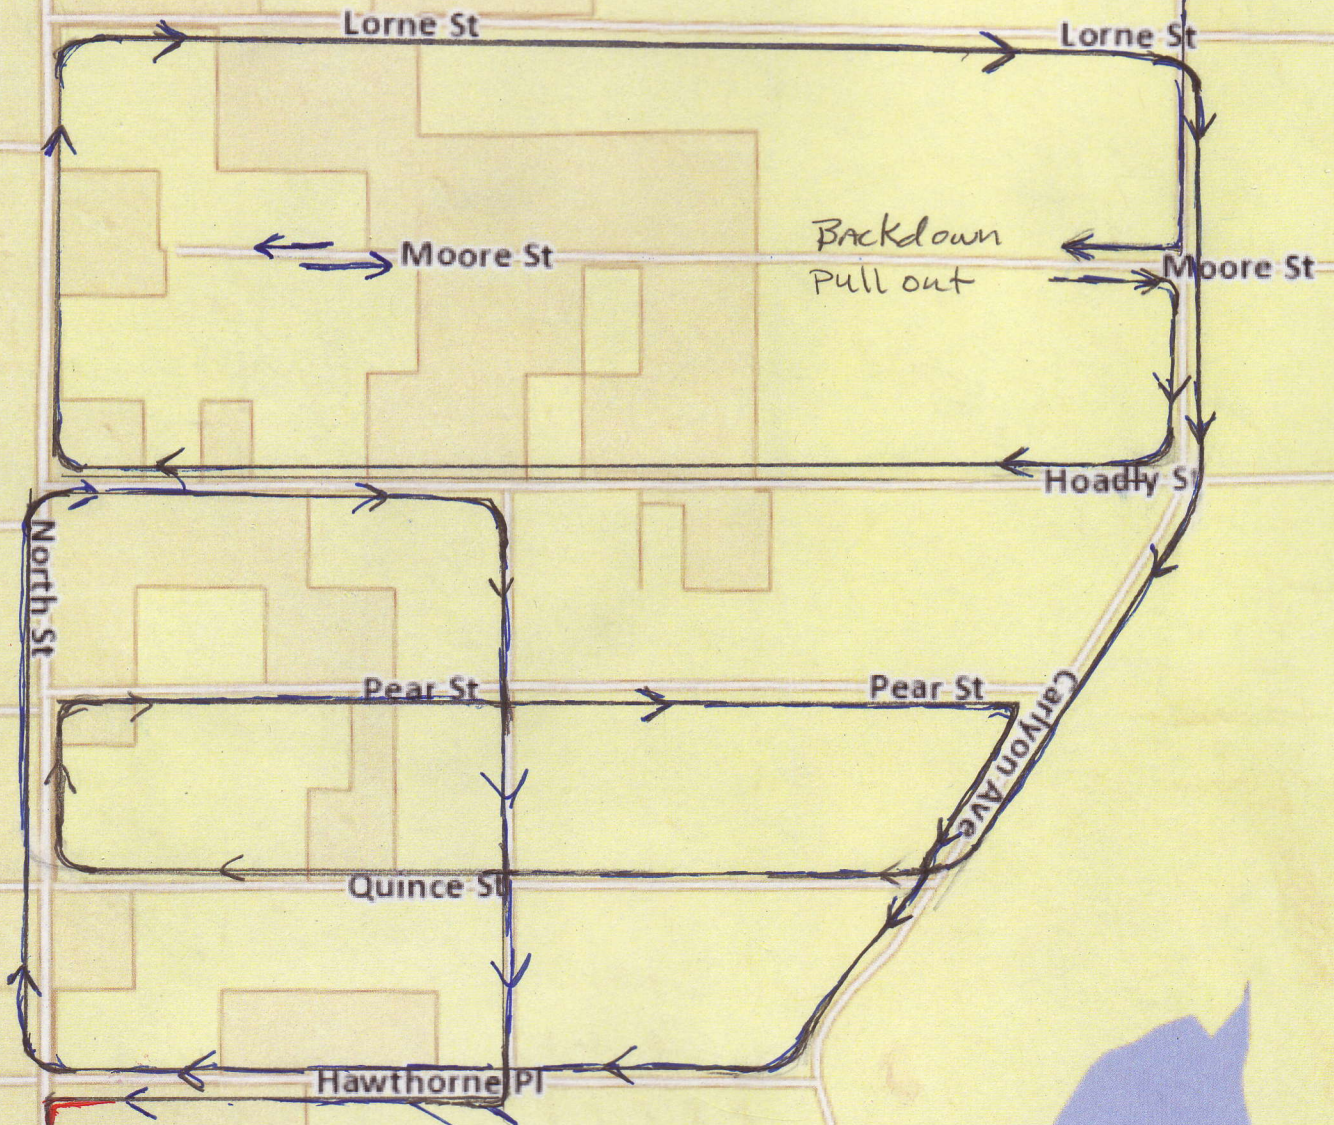 Lorne St
Lorne St
Backdown
Moore St
Pull out
Moore St
Hoadly St
North St
Pear St
Pear St
Carlyon Ave
Quince St
Hawthorne Pl